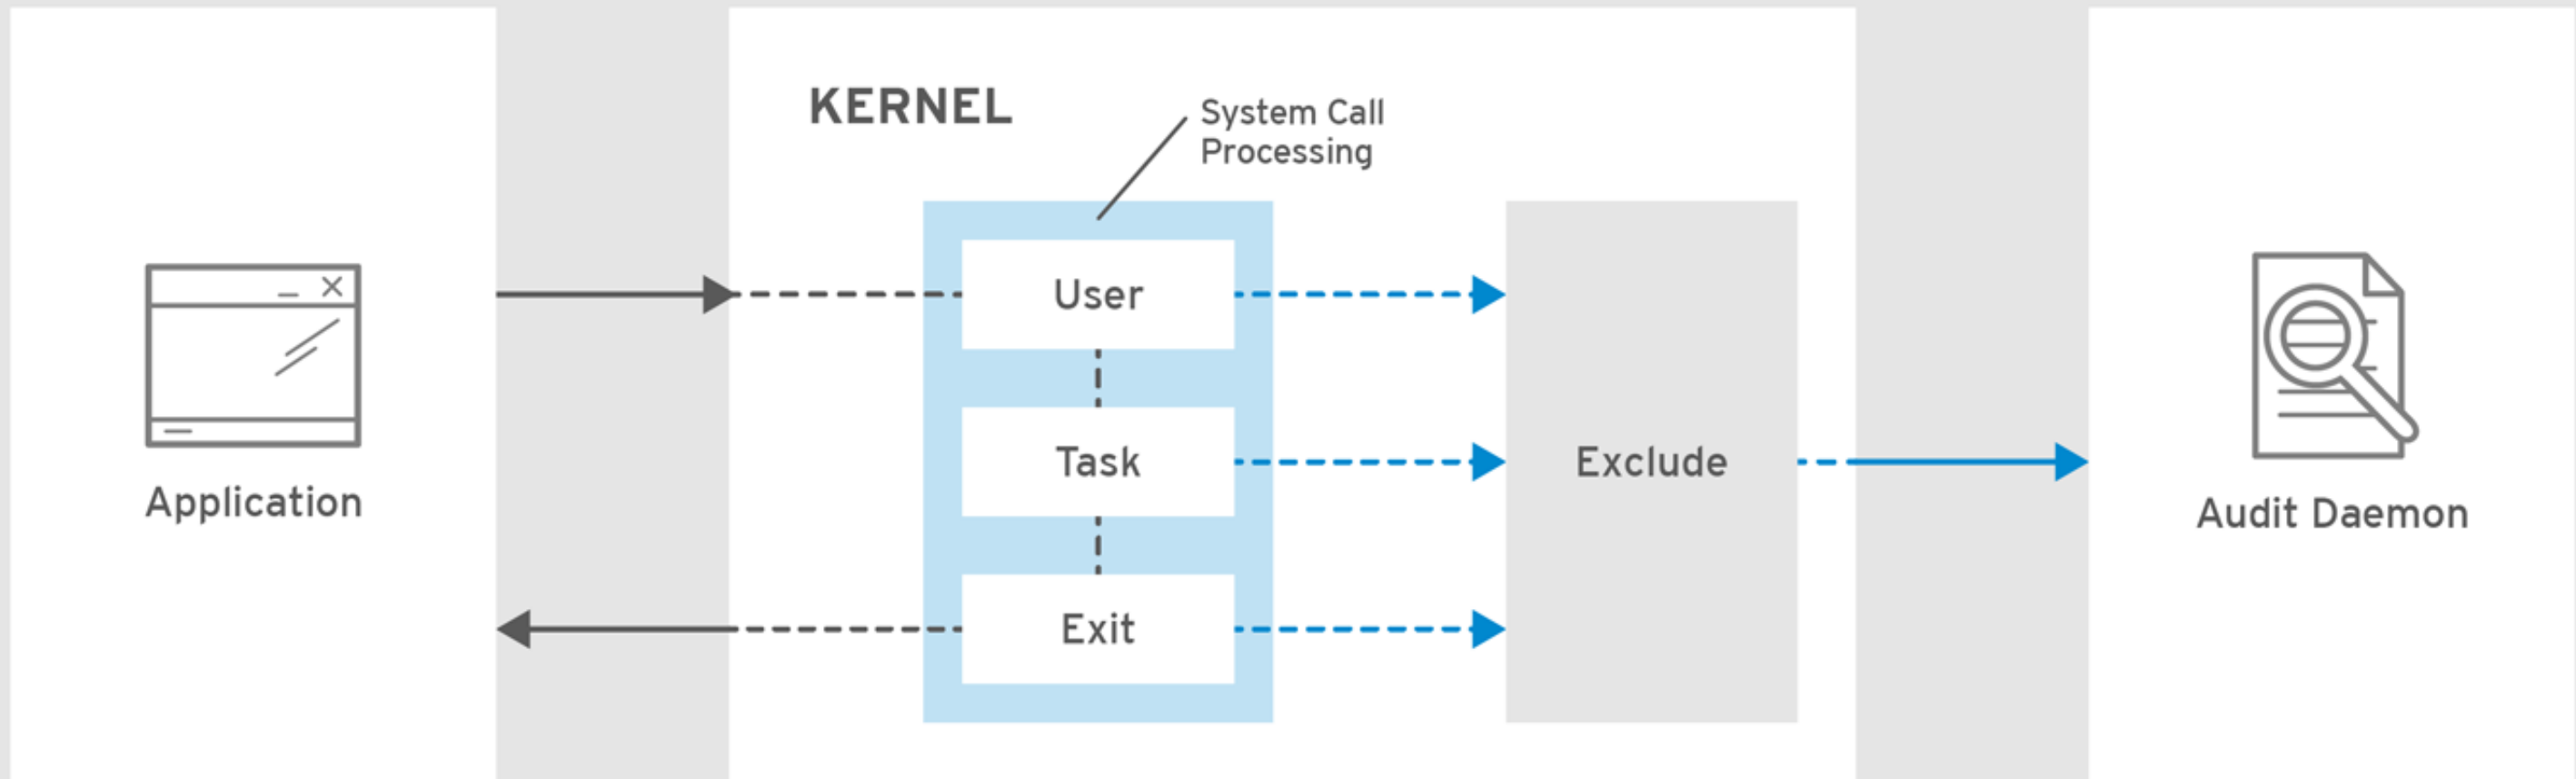 KERNEL
System Call
Processing
User
Task
Exit
Exclude
Application
Audit Daemon